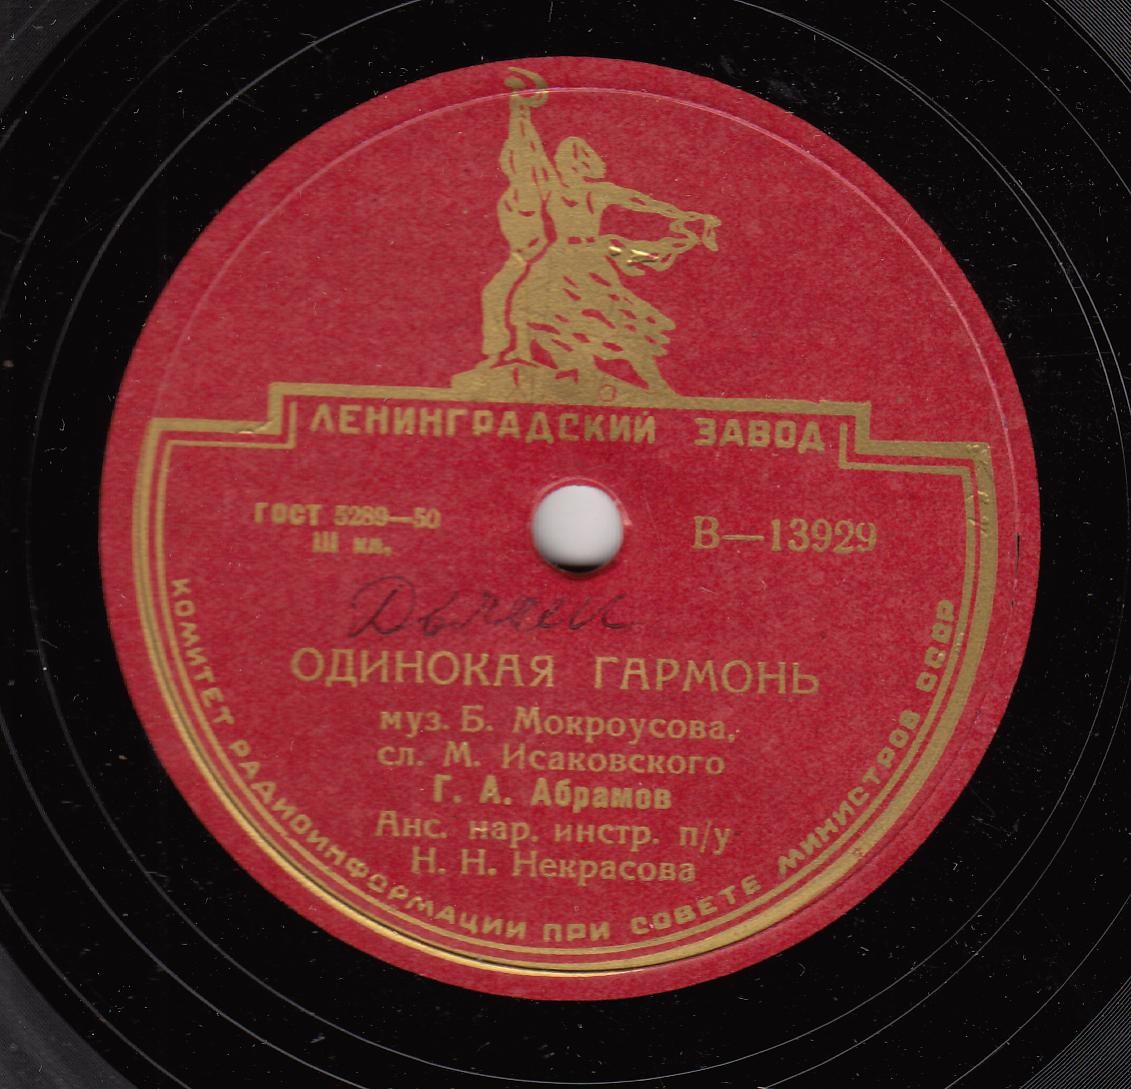 ЛЕНИНГРАДСКИЙ ЗАВОД
ГОСТ 5289—50
III кл.
В—13929
ОДИНОКАЯ ГАРМОНЬ
муз. Б. Мокроусова,
сл. М. Исаковского
Г. А. Абрамов
Анс. нар. инстр. п/у
Н. Н. Некрасова
КОМИТЕТ РАДИОИНФОРМАЦИИ ПРИ СОВЕТЕ МИНИСТРОВ СССР